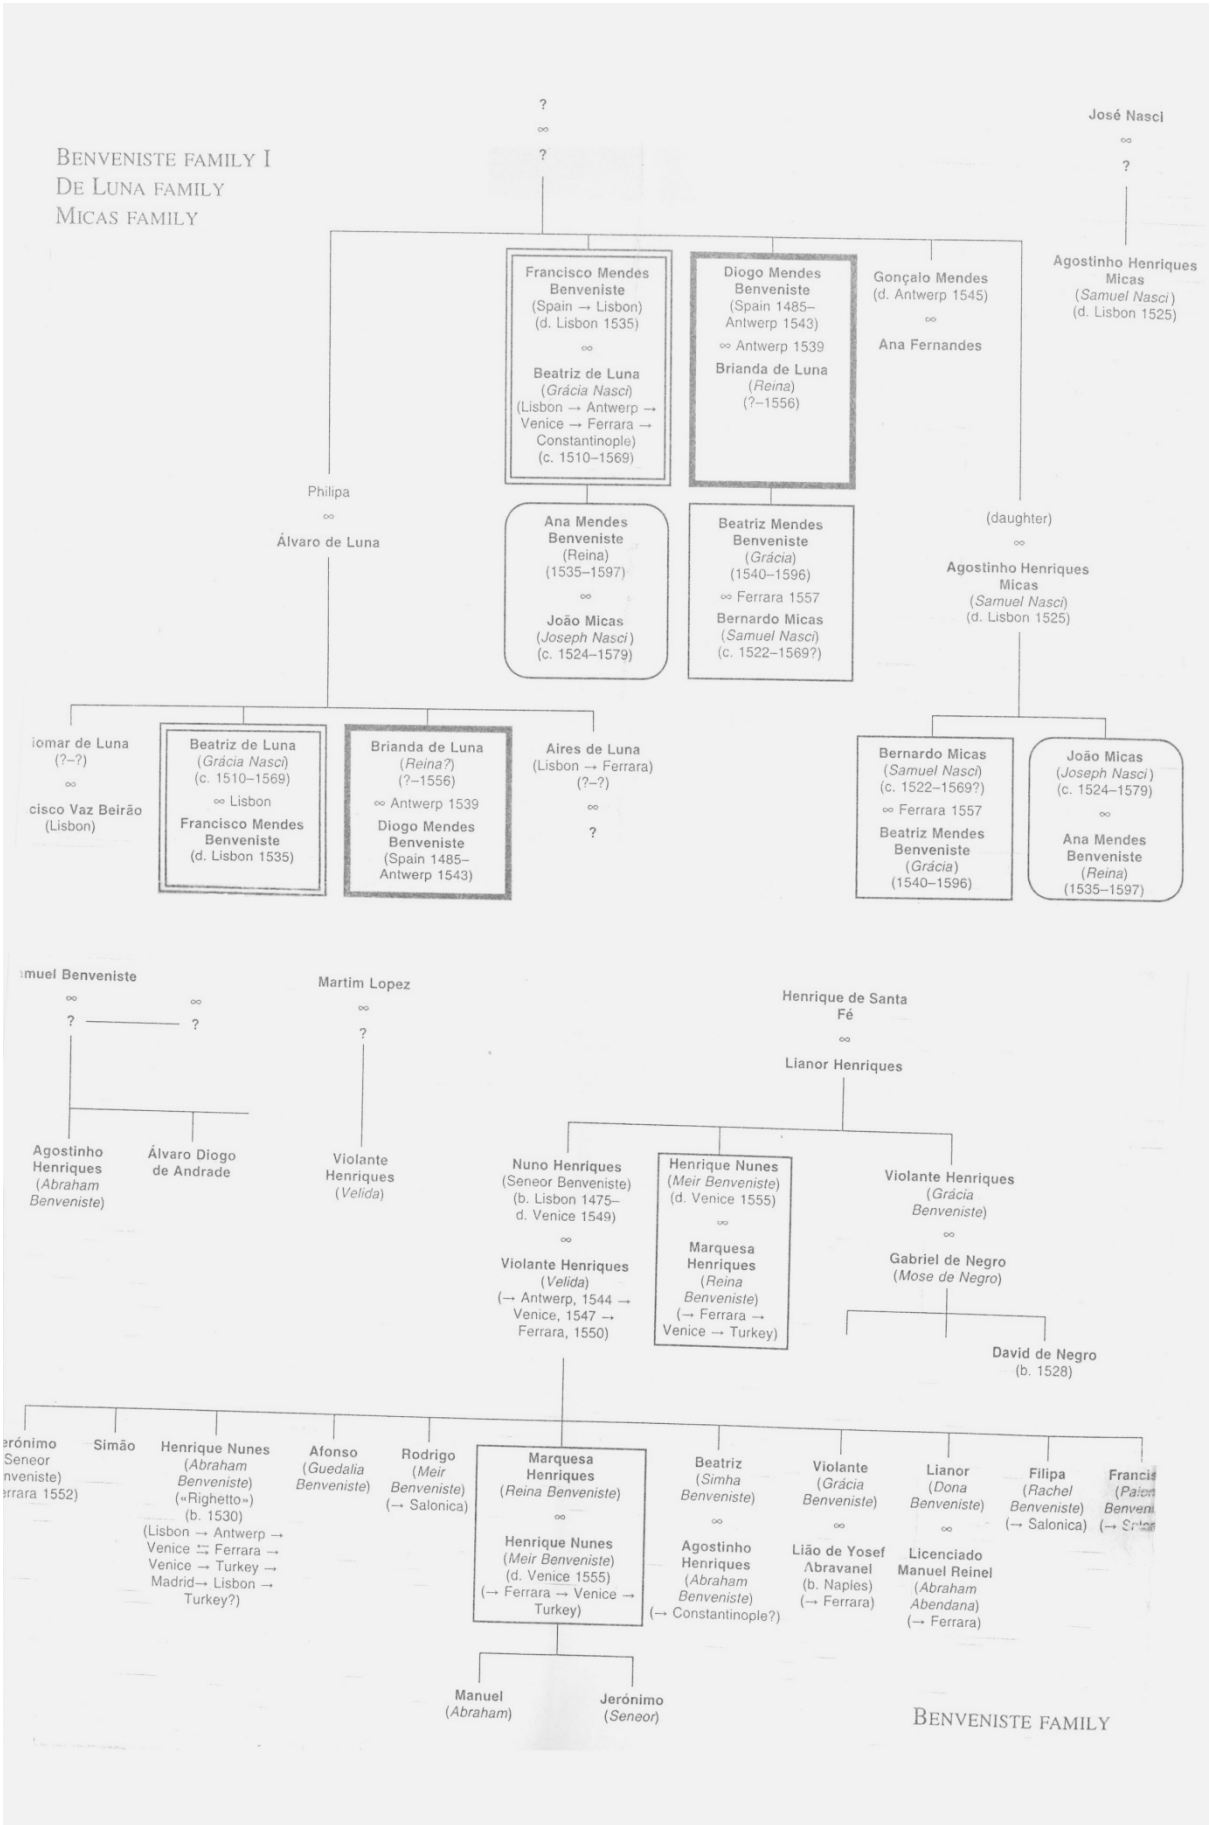 BENVENISTE FAMILY I
DE LUNA FAMILY
MICAS FAMILY
?
∞
?
José Nasci
∞
?
Francisco Mendes
Benveniste
(Spain → Lisbon)
(d. Lisbon 1535)
∞
Beatriz de Luna
(Grácia Nasci)
(Lisbon → Antwerp →
Venice → Ferrara →
Constantinople)
(c. 1510–1569)
Diogo Mendes
Benveniste
(Spain 1485–
Antwerp 1543)
∞ Antwerp 1539
Brianda de Luna
(Reina)
(?–1556)
Gonçalo Mendes
(d. Antwerp 1545)
∞
Ana Fernandes
Agostinho Henriques
Micas
(Samuel Nasci)
(d. Lisbon 1525)
Philipa
∞
Álvaro de Luna
Ana Mendes
Benveniste
(Reina)
(1535–1597)
∞
João Micas
(Joseph Nasci)
(c. 1524–1579)
Beatriz Mendes
Benveniste
(Grácia)
(1540–1596)
∞ Ferrara 1557
Bernardo Micas
(Samuel Nasci)
(c. 1522–1569?)
(daughter)
∞
Agostinho Henriques
Micas
(Samuel Nasci)
(d. Lisbon 1525)
iomar de Luna
(?–?)
∞
cisco Vaz Beirão
(Lisbon)
Beatriz de Luna
(Grácia Nasci)
(c. 1510–1569)
∞ Lisbon
Francisco Mendes
Benveniste
(d. Lisbon 1535)
Brianda de Luna
(Reina?)
(?–1556)
∞ Antwerp 1539
Diogo Mendes
Benveniste
(Spain 1485–
Antwerp 1543)
Aires de Luna
(Lisbon → Ferrara)
(?–?)
∞
?
Bernardo Micas
(Samuel Nasci)
(c. 1522–1569?)
∞ Ferrara 1557
Beatriz Mendes
Benveniste
(Grácia)
(1540–1596)
João Micas
(Joseph Nasci)
(c. 1524–1579)
∞
Ana Mendes
Benveniste
(Reina)
(1535–1597)
muel Benveniste
∞ ∞
? ?
Martim Lopez
∞
?
Henrique de Santa
Fé
∞
Lianor Henriques
Agostinho
Henriques
(Abraham
Benveniste)
Álvaro Diogo
de Andrade
Violante
Henriques
(Velida)
Nuno Henriques
(Seneor Benveniste)
(b. Lisbon 1475–
d. Venice 1549)
∞
Violante Henriques
(Velida)
(→ Antwerp, 1544 →
Venice, 1547 →
Ferrara, 1550)
Henrique Nunes
(Meir Benveniste)
(d. Venice 1555)
∞
Marquesa
Henriques
(Reina
Benveniste)
(→ Ferrara →
Venice → Turkey)
Violante Henriques
(Grácia
Benveniste)
∞
Gabriel de Negro
(Mose de Negro)
David de Negro
(b. 1528)
erónimo
Seneor
nveniste)
errara 1552)
Simão
Henrique Nunes
(Abraham
Benveniste)
(«Righetto»)
(b. 1530)
(Lisbon → Antwerp →
Venice ⇆ Ferrara →
Venice → Turkey →
Madrid→ Lisbon →
Turkey?)
Afonso
(Guedalia
Benveniste)
Rodrigo
(Meir
Benveniste)
(→ Salonica)
Marquesa
Henriques
(Reina Benveniste)
∞
Henrique Nunes
(Meir Benveniste)
(d. Venice 1555)
(→ Ferrara → Venice →
Turkey)
Beatriz
(Simha
Benveniste)
∞
Agostinho
Henriques
(Abraham
Benveniste)
(→ Constantinople?)
Violante
(Grácia
Benveniste)
∞
Lião de Yosef
Abravanel
(b. Naples)
(→ Ferrara)
Lianor
(Dona
Benveniste)
∞
Licenciado
Manuel Reinel
(Abraham
Abendana)
(→ Ferrara)
Filipa
(Rachel
Benveniste)
(→ Salonica)
Francis
Benveni
Manuel
(Abraham)
Jerónimo
(Seneor)
BENVENISTE FAMILY